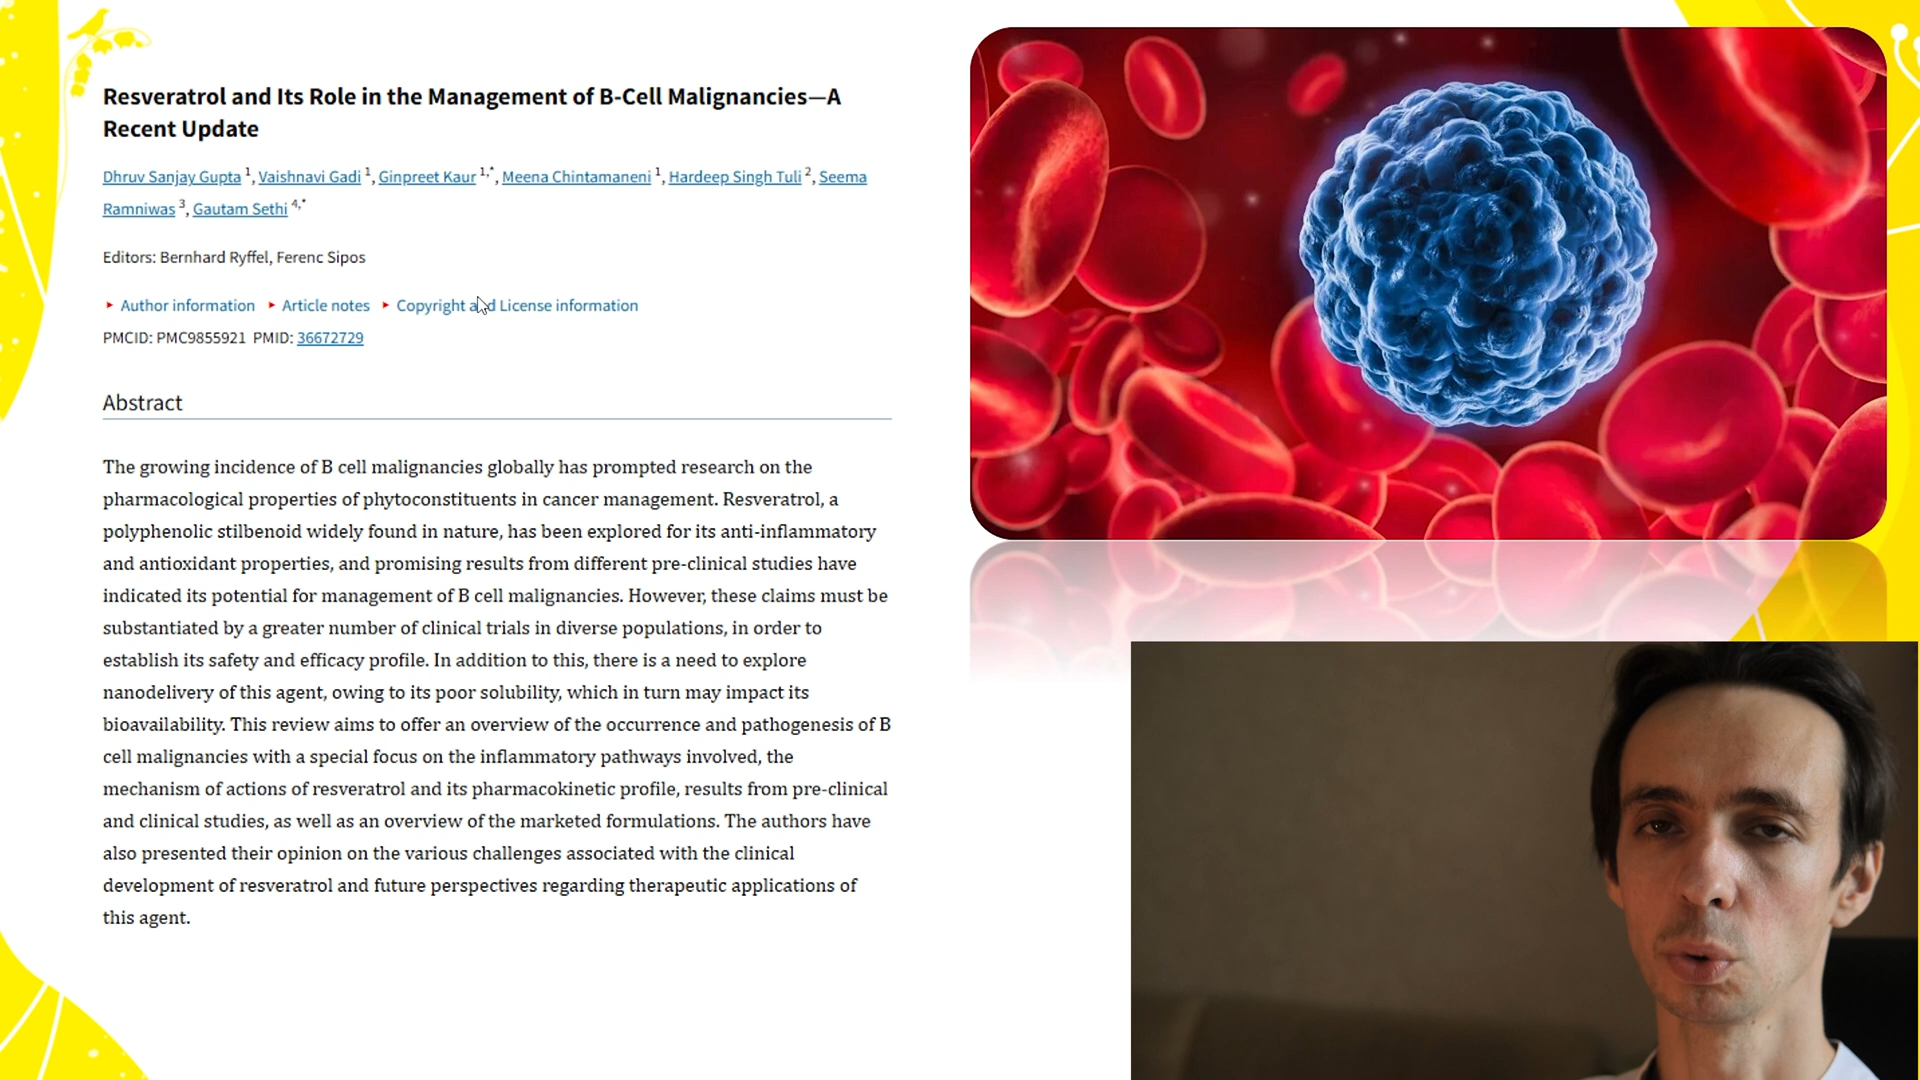 Resveratrol and Its Role in the Management of B-Cell Malignancies—A
Recent Update
Dhruv Sanjay Gupta 1, Vaishnavi Gadi 1, Ginpreet Kaur 1,*, Meena Chintamaneni 1, Hardeep Singh Tuli 2, Seema
Ramniwas 3, Gautam Sethi 4,*
Editors: Bernhard Ryffel, Ferenc Sipos
Author information Article notes Copyright and License information
PMCID: PMC9855921 PMID: 36672729
Abstract
The growing incidence of B cell malignancies globally has prompted research on the
pharmacological properties of phytoconstituents in cancer management. Resveratrol, a
polyphenolic stilbenoid widely found in nature, has been explored for its anti-inflammatory
and antioxidant properties, and promising results from different pre-clinical studies have
indicated its potential for management of B cell malignancies. However, these claims must be
substantiated by a greater number of clinical trials in diverse populations, in order to
establish its safety and efficacy profile. In addition to this, there is a need to explore
nanodelivery of this agent, owing to its poor solubility, which in turn may impact its
bioavailability. This review aims to offer an overview of the occurrence and pathogenesis of B
cell malignancies with a special focus on the inflammatory pathways involved, the
mechanism of actions of resveratrol and its pharmacokinetic profile, results from pre-clinical
and clinical studies, as well as an overview of the marketed formulations. The authors have
also presented their opinion on the various challenges associated with the clinical
development of resveratrol and future perspectives regarding therapeutic applications of
this agent.